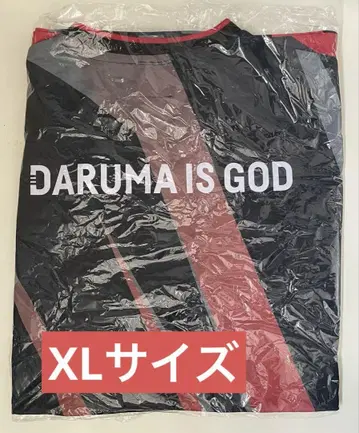 DARUMA IS GOD
XLサイズ